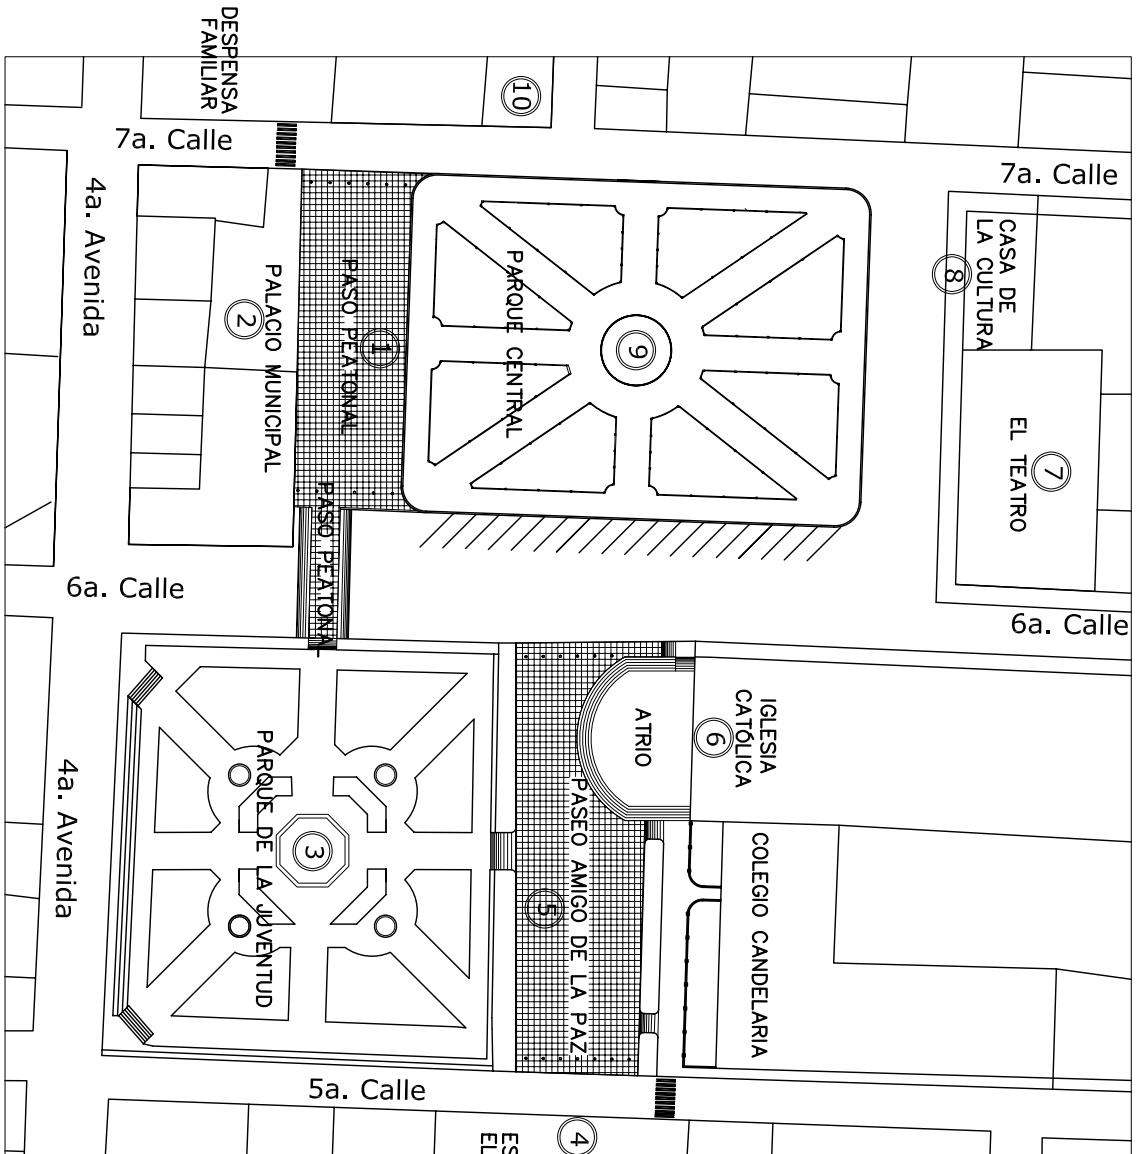 DESPENSA
FAMILIAR
10
7a. Calle
7a. Calle
4a. Avenida
PALACIO MUNICIPAL
2
PASO PEATONAL
1
PARQUE CENTRAL
9
CASA DE
LA CULTURA
8
EL TEATRO
7
PASO PEATONAL
6a. Calle
6a. Calle
IGLESIA
CATÓLICA
6
ATRIO
PARQUE DE LA JUVENTUD
3
PASEO AMIGO DE LA PAZ
5
COLEGIO CANDELARIA
4a. Avenida
5a. Calle
4
ES
EL